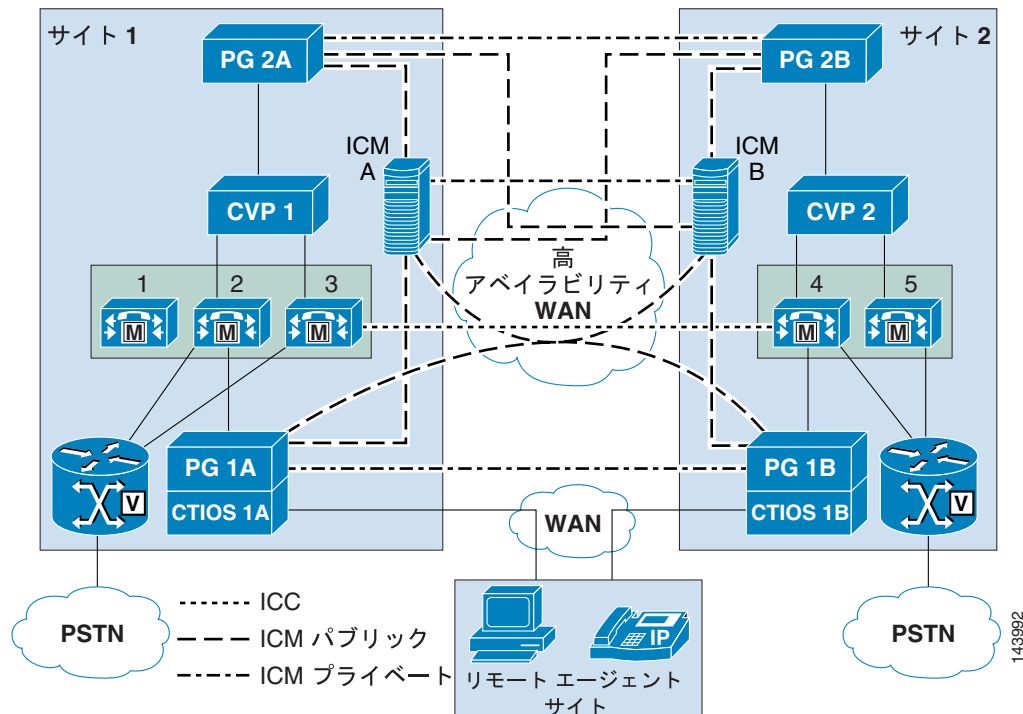 サイト 1
サイト 2
PG 2A
PG 2B
ICM
A
ICM
B
CVP 1
CVP 2
高
アベイラビリティ
WAN
1
2
3
4
5
M
M
M
M
M
PG 1A
CTIOS 1A
PG 1B
CTIOS 1B
V
V
WAN
PSTN
PSTN
ICC
ICM パブリック
ICM プライベート
IP
リモート エージェント
サイト
143992